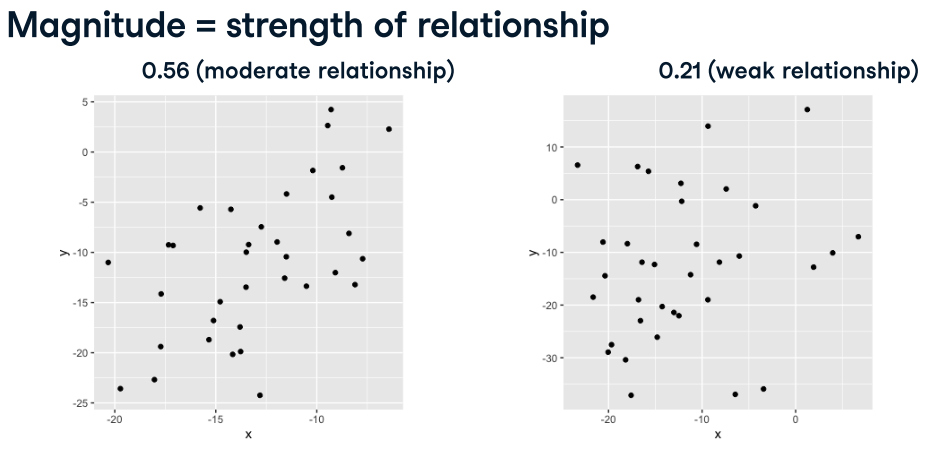 Magnitude = strength of relationship
0.56 (moderate relationship)
5
0
-5
-10
-15
-20
-25
y
-20
-15
-10
x
0.21 (weak relationship)
10
0
-10
-20
-30
y
-20
-10
0
x